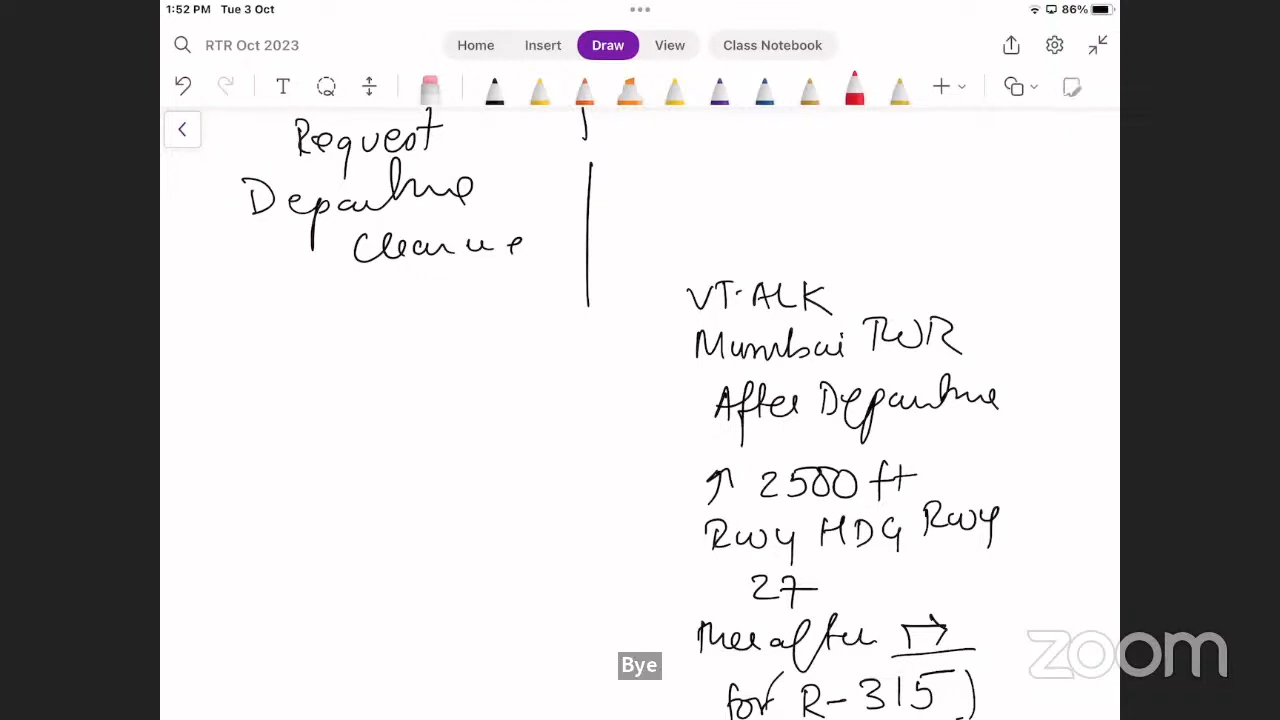 1:52 PM Tue 3 Oct
86%
RTR Oct 2023
Home Insert Draw View Class Notebook
T
Request
Departure
Clearance
VT-ALK
Mumbai TWR
After Departure
↑ 2500 ft
Rwy HDG Rwy
27
thereafter
for R-315
Bye
zoom